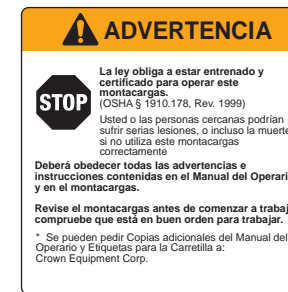 ADVERTENCIA
STOP
La ley obliga a estar entrenado y
certificado para operar este
montacargas.
(OSHA § 1910.178, Rev. 1999)
Usted o las personas cercanas podrían
sufrir serias lesiones, o incluso la muerte
si no utiliza este montacargas
correctamente
Deberá obedecer todas las advertencias e
instrucciones contenidas en el Manual del Operari
y en el montacargas.
Revise el montacargas antes de comenzar a trabaj
compruebe que está en buen orden para trabajar.
* Se pueden pedir Copias adicionales del Manual del
Operario y Etiquetas para la Carretilla a:
Crown Equipment Corp.